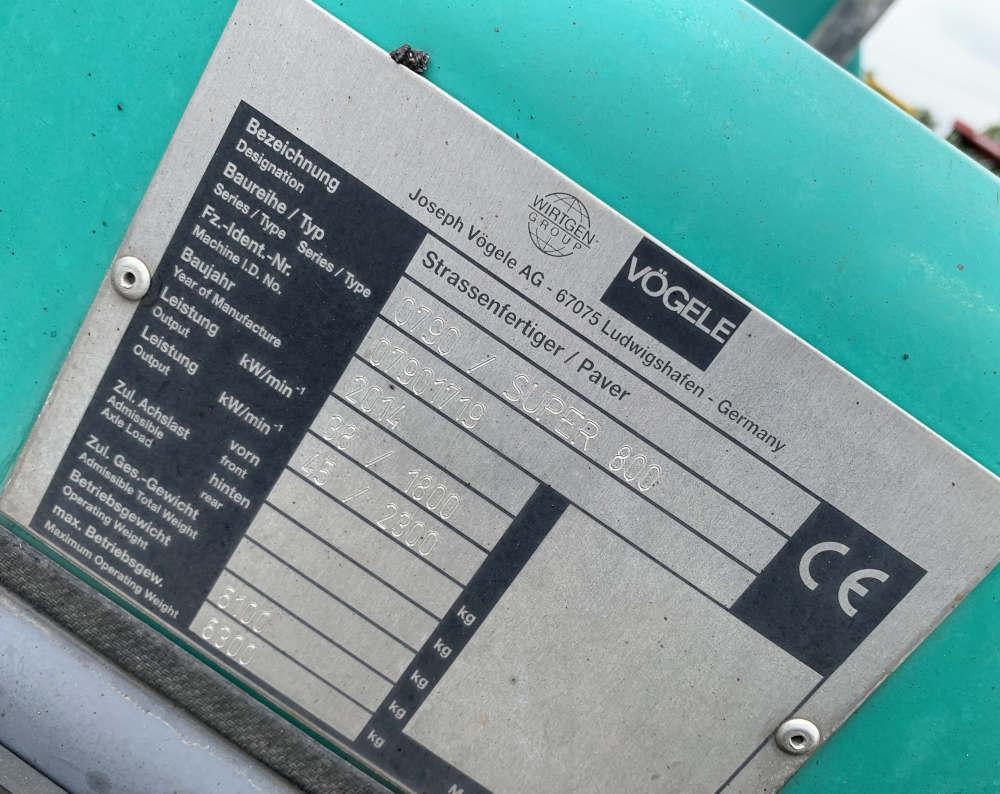 WIRTGEN
GROUP
VÖGELE
Joseph Vögele AG - 67075 Ludwigshafen - Germany
Bezeichnung
Designation
Strassenfertiger / Paver
Baureihe / Typ
Series / Type Series / Type
0790 / SUPER 800
Fz.-Ident.-Nr.
Machine I.D. No.
07901719
Baujahr
Year of Manufacture
2014
Leistung kW/min⁻¹
Output
38 / 1800
Leistung kW/min⁻¹
Output
45 / 2300
Zul. Achslast vorn
Admissible front
Axle Load hinten
rear
kg
kg
Zul. Ges.-Gewicht
Admissible Total Weight
kg
Betriebsgewicht
Operating Weight
6100 kg
max. Betriebsgew.
Maximum Operating Weight
6300 kg
CE